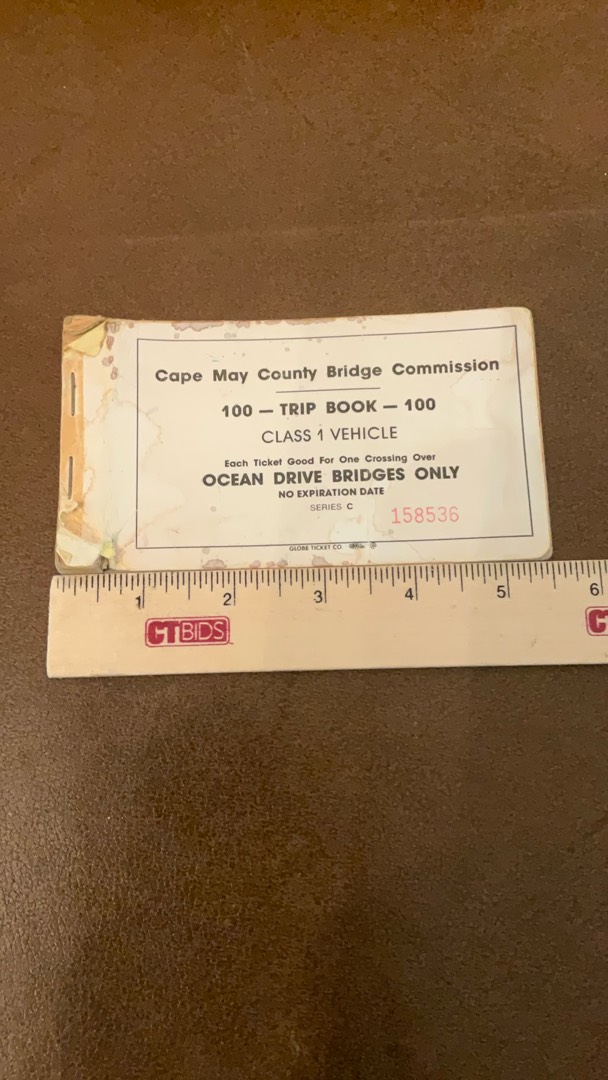 Cape May County Bridge Commission
100 — TRIP BOOK — 100
CLASS 1 VEHICLE
Each Ticket Good For One Crossing Over
OCEAN DRIVE BRIDGES ONLY
NO EXPIRATION DATE
SERIES C 158536
GLOBE TICKET CO.
1 2 3 4 5 6
CTBIDS